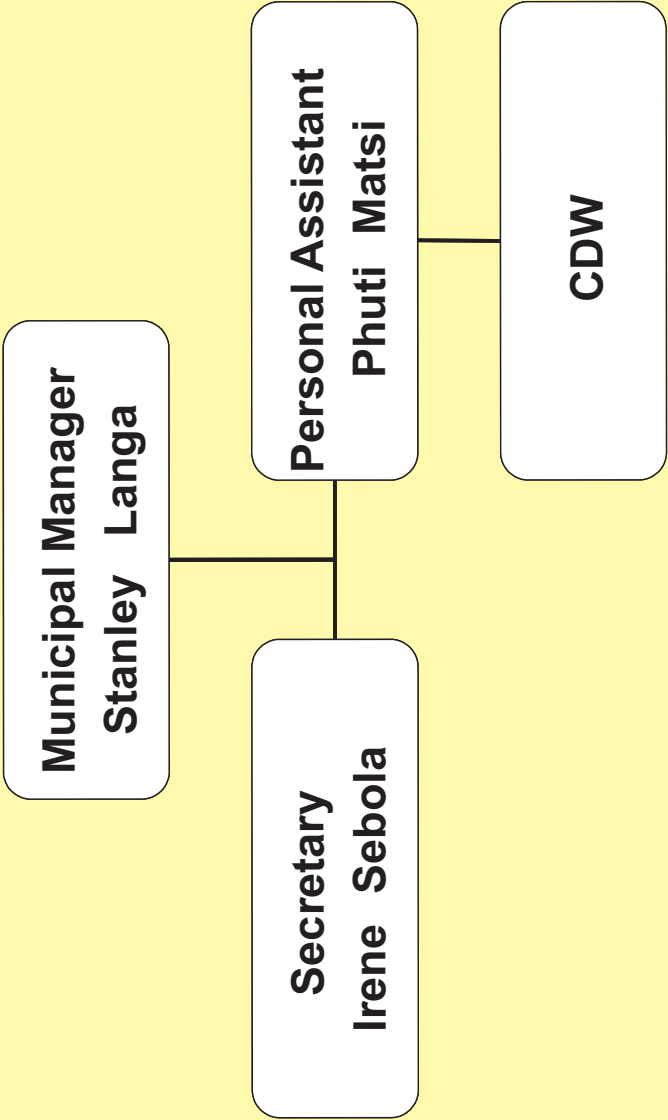 Municipal Manager
Stanley Langa
Secretary
Irene Sebola
Personal Assistant
Phuti Matsi
CDW